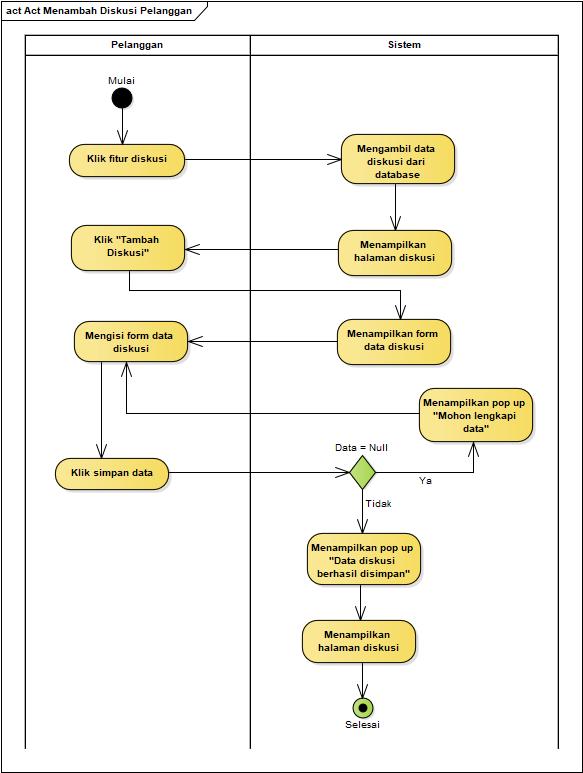 act Act Menambah Diskusi Pelanggan
Pelanggan
Sistem
Mulai
Klik fitur diskusi
Mengambil data
diskusi dari
database
Klik "Tambah
Diskusi"
Menampilkan
halaman diskusi
Mengisi form data
diskusi
Menampilkan form
data diskusi
Menampilkan pop up
"Mohon lengkapi
data"
Data = Null
Klik simpan data
Ya
Tidak
Menampilkan pop up
"Data diskusi
berhasil disimpan"
Menampilkan
halaman diskusi
Selesai